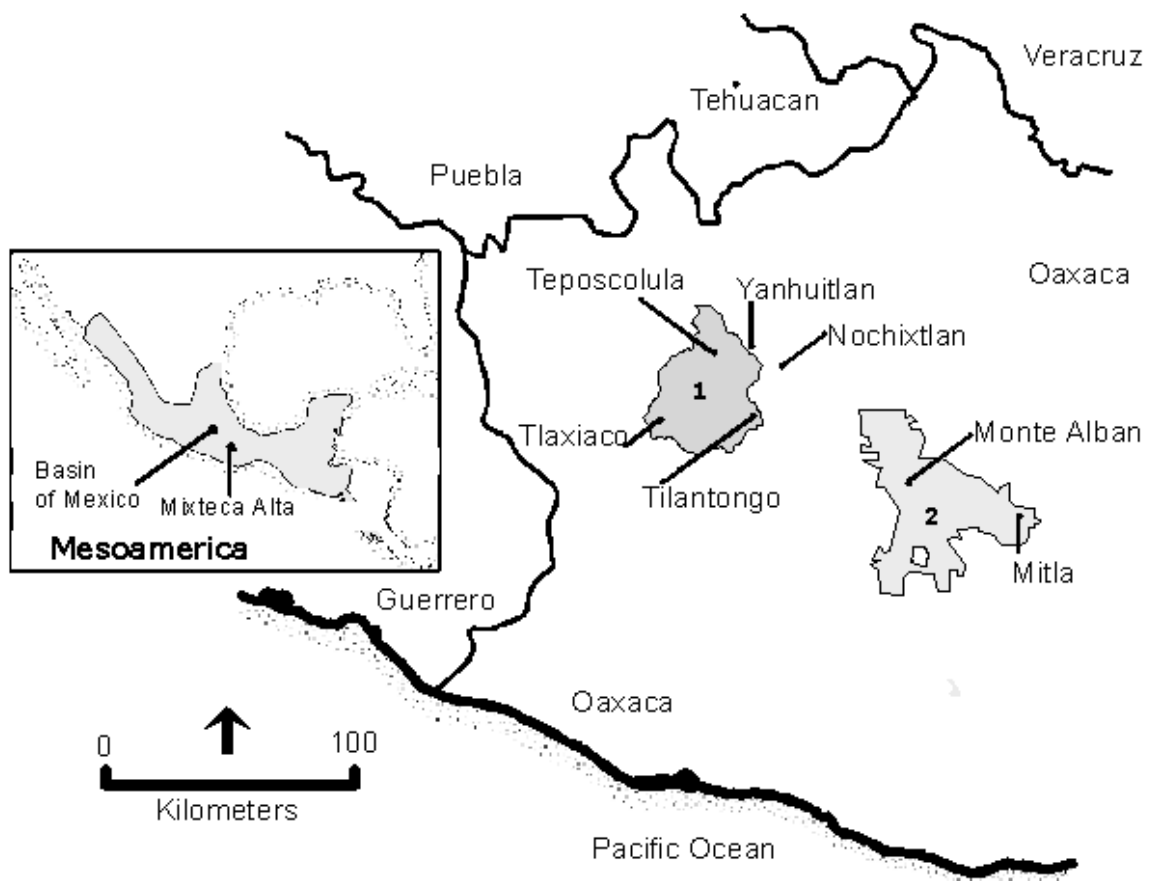 Veracruz
Tehuacan
Puebla
Oaxaca
Teposcolula
Yanhuitlan
Nochixtlan
1
Tlaxiaco
Tilantongo
Monte Alban
2
Mitla
Basin
of Mexico
Mixteca Alta
Mesoamerica
Guerrero
Oaxaca
0 100
Kilometers
Pacific Ocean